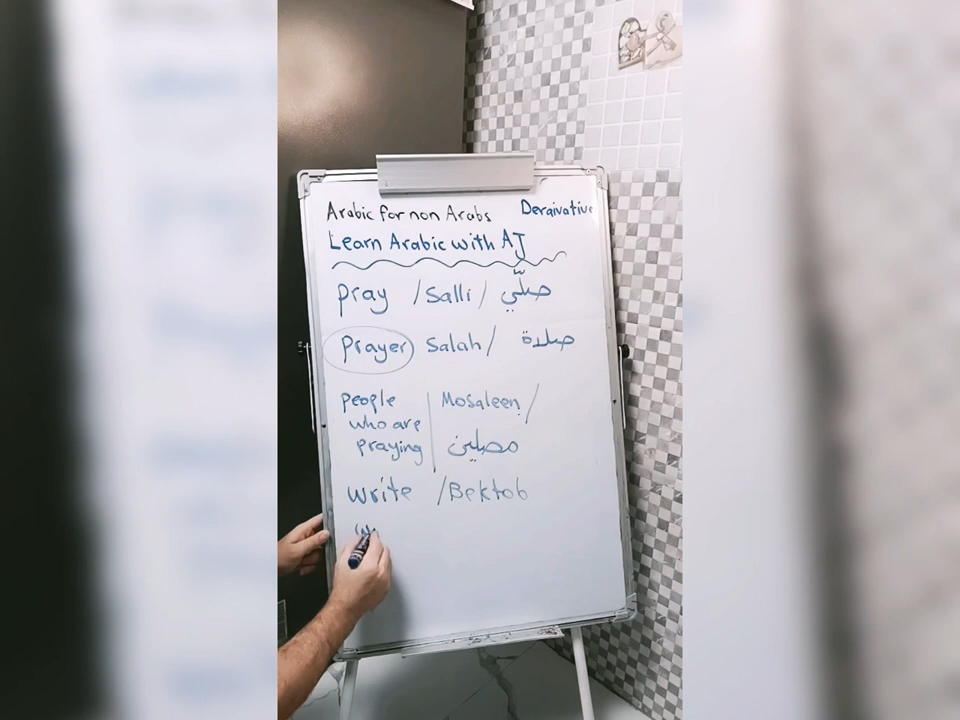 Arabic for non Arabs Deraivative
Learn Arabic with AJ
Pray /Salli/ صلّي
Prayer Salah/ صلاة
people Mosaleen/
who are
praying مصلين
write /Bektob